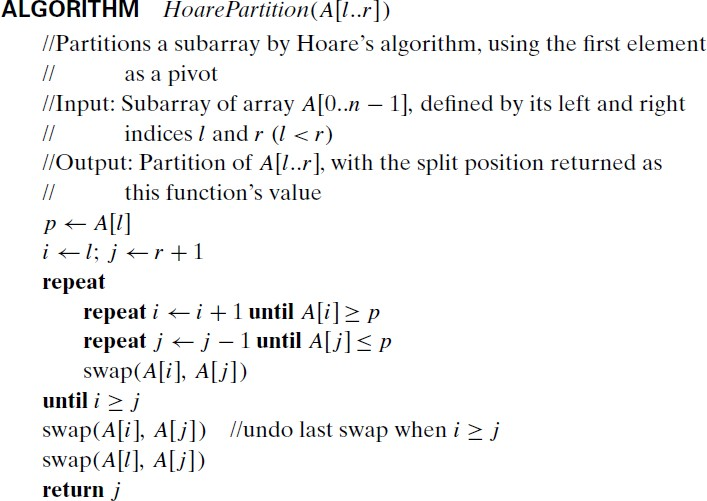 ALGORITHM HoarePartition(A[l..r])
//Partitions a subarray by Hoare’s algorithm, using the first element
// as a pivot
//Input: Subarray of array A[0..n − 1], defined by its left and right
// indices l and r (l < r)
//Output: Partition of A[l..r], with the split position returned as
// this function’s value
p ← A[l]
i ← l; j ← r + 1
repeat
repeat i ← i + 1 until A[i] ≥ p
repeat j ← j − 1 until A[j] ≤ p
swap(A[i], A[j])
until i ≥ j
swap(A[i], A[j]) //undo last swap when i ≥ j
swap(A[l], A[j])
return j